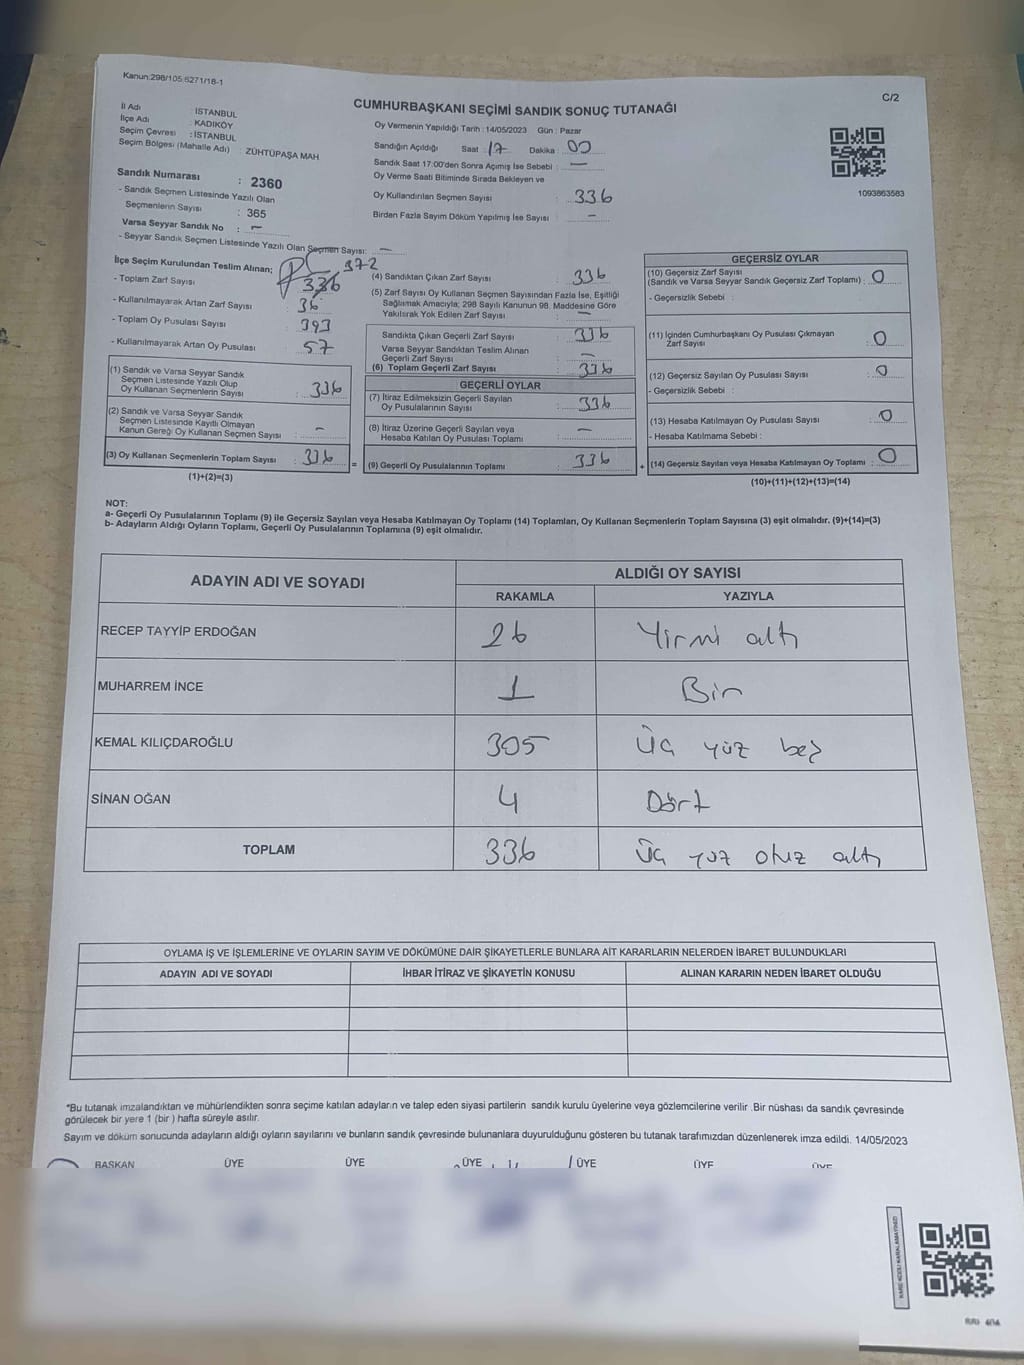 Kanun:298/105 6271/18-1
C/2
CUMHURBAŞKANI SEÇİMİ SANDIK SONUÇ TUTANAĞI
İl Adı : İSTANBUL
İlçe Adı : KADIKÖY
Seçim Çevresi : İSTANBUL
Seçim Bölgesi (Mahalle Adı) : ZÜHTÜPAŞA MAH
Sandık Numarası : 2360
- Sandık Seçmen Listesinde Yazılı Olan
Seçmenlerin Sayısı : 365
Varsa Seyyar Sandık No : -
- Seyyar Sandık Seçmen Listesinde Yazılı Olan Seçmen Sayısı: -
Oy Vermenin Yapıldığı Tarih : 14/05/2023 Gün : Pazar
Sandığın Açıldığı Saat 17 Dakika : 00
Sandık Saat 17:00'den Sonra Açımış İse Sebebi : -
Oy Verme Saati Bitiminde Sırada Bekleyen ve
Oy Kullandırılan Seçmen Sayısı : 336
Birden Fazla Sayım Döküm Yapılmış İse Sayısı : -
1093863583
İlçe Seçim Kurulundan Teslim Alınan; 372
- Toplam Zarf Sayısı : 336
- Kullanılmayarak Artan Zarf Sayısı : 36
- Toplam Oy Pusulası Sayısı : 393
- Kullanılmayarak Artan Oy Pusulası : 57
(1) Sandık ve Varsa Seyyar Sandık
Seçmen Listesinde Yazılı Olup
Oy Kullanan Seçmenlerin Sayısı : 336
(2) Sandık ve Varsa Seyyar Sandık
Seçmen Listesinde Kayıtlı Olmayan
Kanun Gereği Oy Kullanan Seçmen Sayısı : -
(3) Oy Kullanan Seçmenlerin Toplam Sayısı : 336
(1)+(2)=(3)
(4) Sandıktan Çıkan Zarf Sayısı : 336
(5) Zarf Sayısı Oy Kullanan Seçmen Sayısından Fazla İse, Eşitliği
Sağlamak Amacıyla; 298 Sayılı Kanunun 98. Maddesine Göre
Yakılarak Yok Edilen Zarf Sayısı : -
Sandıkta Çıkan Geçerli Zarf Sayısı : 336
Varsa Seyyar Sandıktan Teslim Alınan
Geçerli Zarf Sayısı : -
(6) Toplam Geçerli Zarf Sayısı : 336
GEÇERLİ OYLAR
(7) İtiraz Edilmeksizin Geçerli Sayılan
Oy Pusulalarının Sayısı : 336
(8) İtiraz Üzerine Geçerli Sayılan veya
Hesaba Katılan Oy Pusulası Toplamı : -
= (9) Geçerli Oy Pusulalarının Toplamı : 336 +
GEÇERSİZ OYLAR
(10) Geçersiz Zarf Sayısı
(Sandık ve Varsa Seyyar Sandık Geçersiz Zarf Toplamı) : 0
- Geçersizlik Sebebi :
(11) İçinden Cumhurbaşkanı Oy Pusulası Çıkmayan
Zarf Sayısı : 0
(12) Geçersiz Sayılan Oy Pusulası Sayısı : 0
- Geçersizlik Sebebi :
(13) Hesaba Katılmayan Oy Pusulası Sayısı : 0
- Hesaba Katılmama Sebebi :
(14) Geçersiz Sayılan veya Hesaba Katılmayan Oy Toplamı : 0
(10)+(11)+(12)+(13)=(14)
NOT:
a- Geçerli Oy Pusulalarının Toplamı (9) ile Geçersiz Sayılan veya Hesaba Katılmayan Oy Toplamı (14) Toplamları, Oy Kullanan Seçmenlerin Toplam Sayısına (3) eşit olmalıdır. (9)+(14)=(3)
b- Adayların Aldığı Oyların Toplamı, Geçerli Oy Pusulalarının Toplamına (9) eşit olmalıdır.
ADAYIN ADI VE SOYADI ALDIĞI OY SAYISI
RAKAMLA YAZIYLA
RECEP TAYYİP ERDOĞAN 26 Yirmi altı
MUHARREM İNCE 1 Bir
KEMAL KILIÇDAROĞLU 305 Üç yüz beş
SİNAN OĞAN 4 Dört
TOPLAM 336 Üç yüz otuz altı
OYLAMA İŞ VE İŞLEMLERİNE VE OYLARIN SAYIM VE DÖKÜMÜNE DAİR ŞİKAYETLERLE BUNLARA AİT KARARLARIN NELERDEN İBARET BULUNDUKLARI
ADAYIN ADI VE SOYADI İHBAR İTİRAZ VE ŞİKAYETİN KONUSU ALINAN KARARIN NEDEN İBARET OLDUĞU
*Bu tutanak imzalandıktan ve mühürlendikten sonra seçime katılan adayların ve talep eden siyasi partilerin sandık kurulu üyelerine veya gözlemcilerine verilir .Bir nüshası da sandık çevresinde
görülecek bir yere 1 (bir ) hafta süreyle asılır.
Sayım ve döküm sonucunda adayların aldığı oyların sayılarını ve bunların sandık çevresinde bulunanlara duyurulduğunu gösteren bu tutanak tarafımızdan düzenlenerek imza edildi. 14/05/2023
BAŞKAN ÜYE ÜYE ÜYE ÜYE ÜYE ÜYE